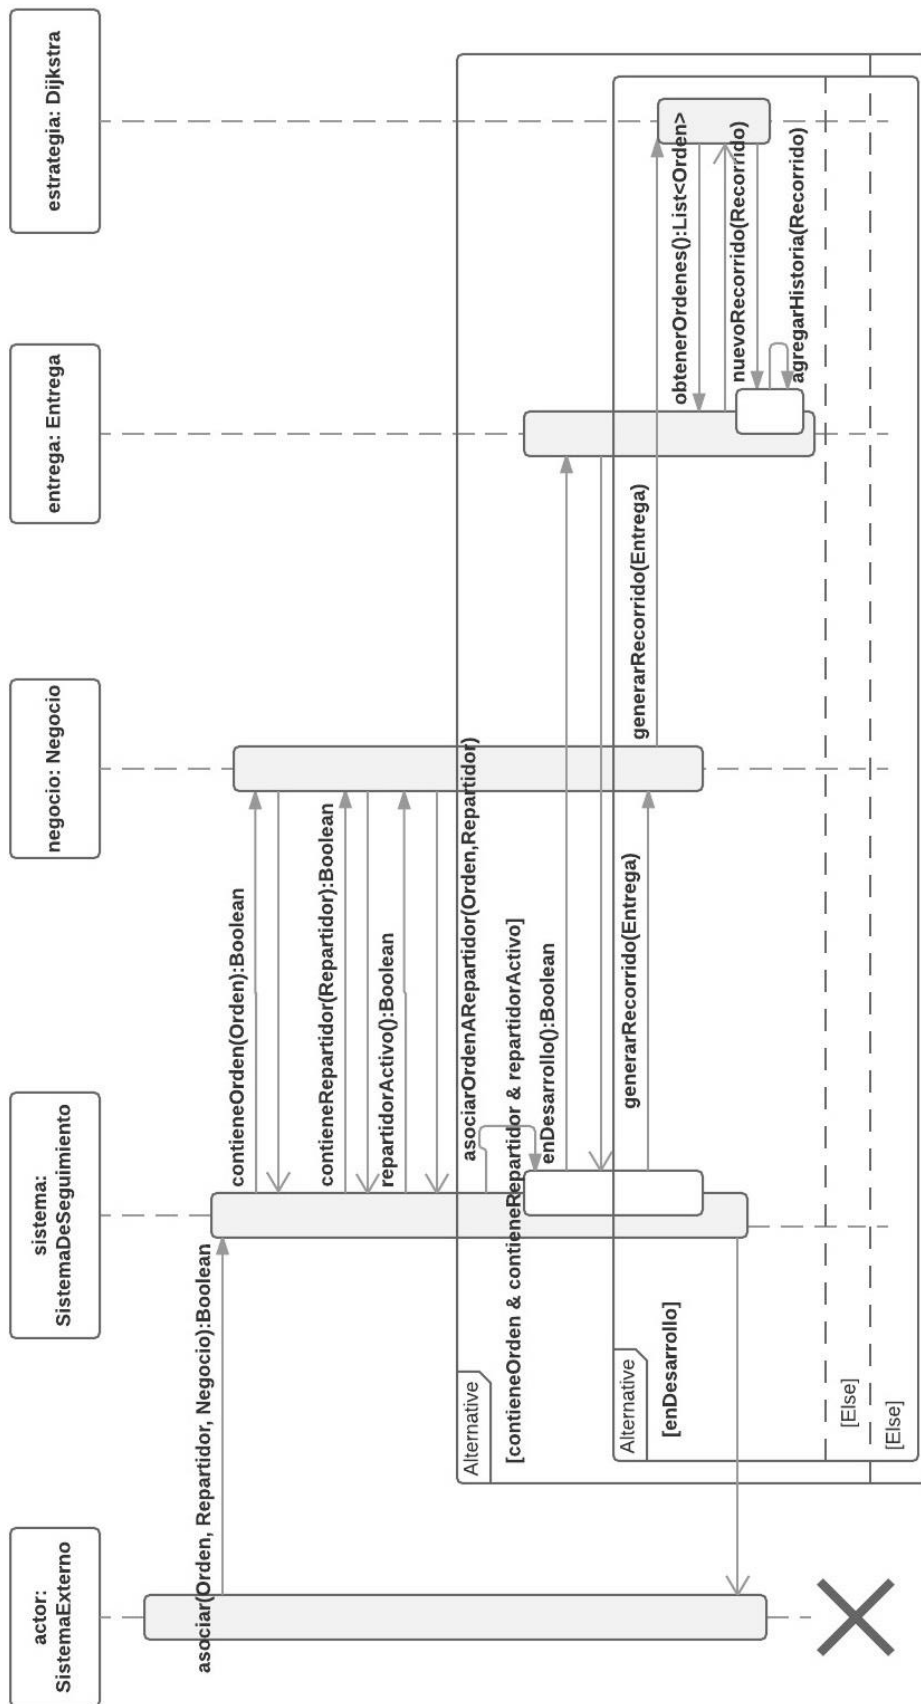 actor:
SistemaExterno
sistema:
SistemaDeSeguimiento
negocio: Negocio
entrega: Entrega
estrategia: Dijkstra
asociar(Orden, Repartidor, Negocio):Boolean
contieneOrden(Orden):Boolean
contieneRepartidor(Repartidor):Boolean
repartidorActivo():Boolean
Alternative
asociarOrdenARepartidor(Orden,Repartidor)
[contieneOrden & contieneRepartidor & repartidorActivo]
enDesarrollo():Boolean
Alternative
generarRecorrido(Entrega)
generarRecorrido(Entrega)
[enDesarrollo]
obtenerOrdenes():List<Orden>
nuevoRecorrido(Recorrido)
agregarHistoria(Recorrido)
[Else]
[Else]